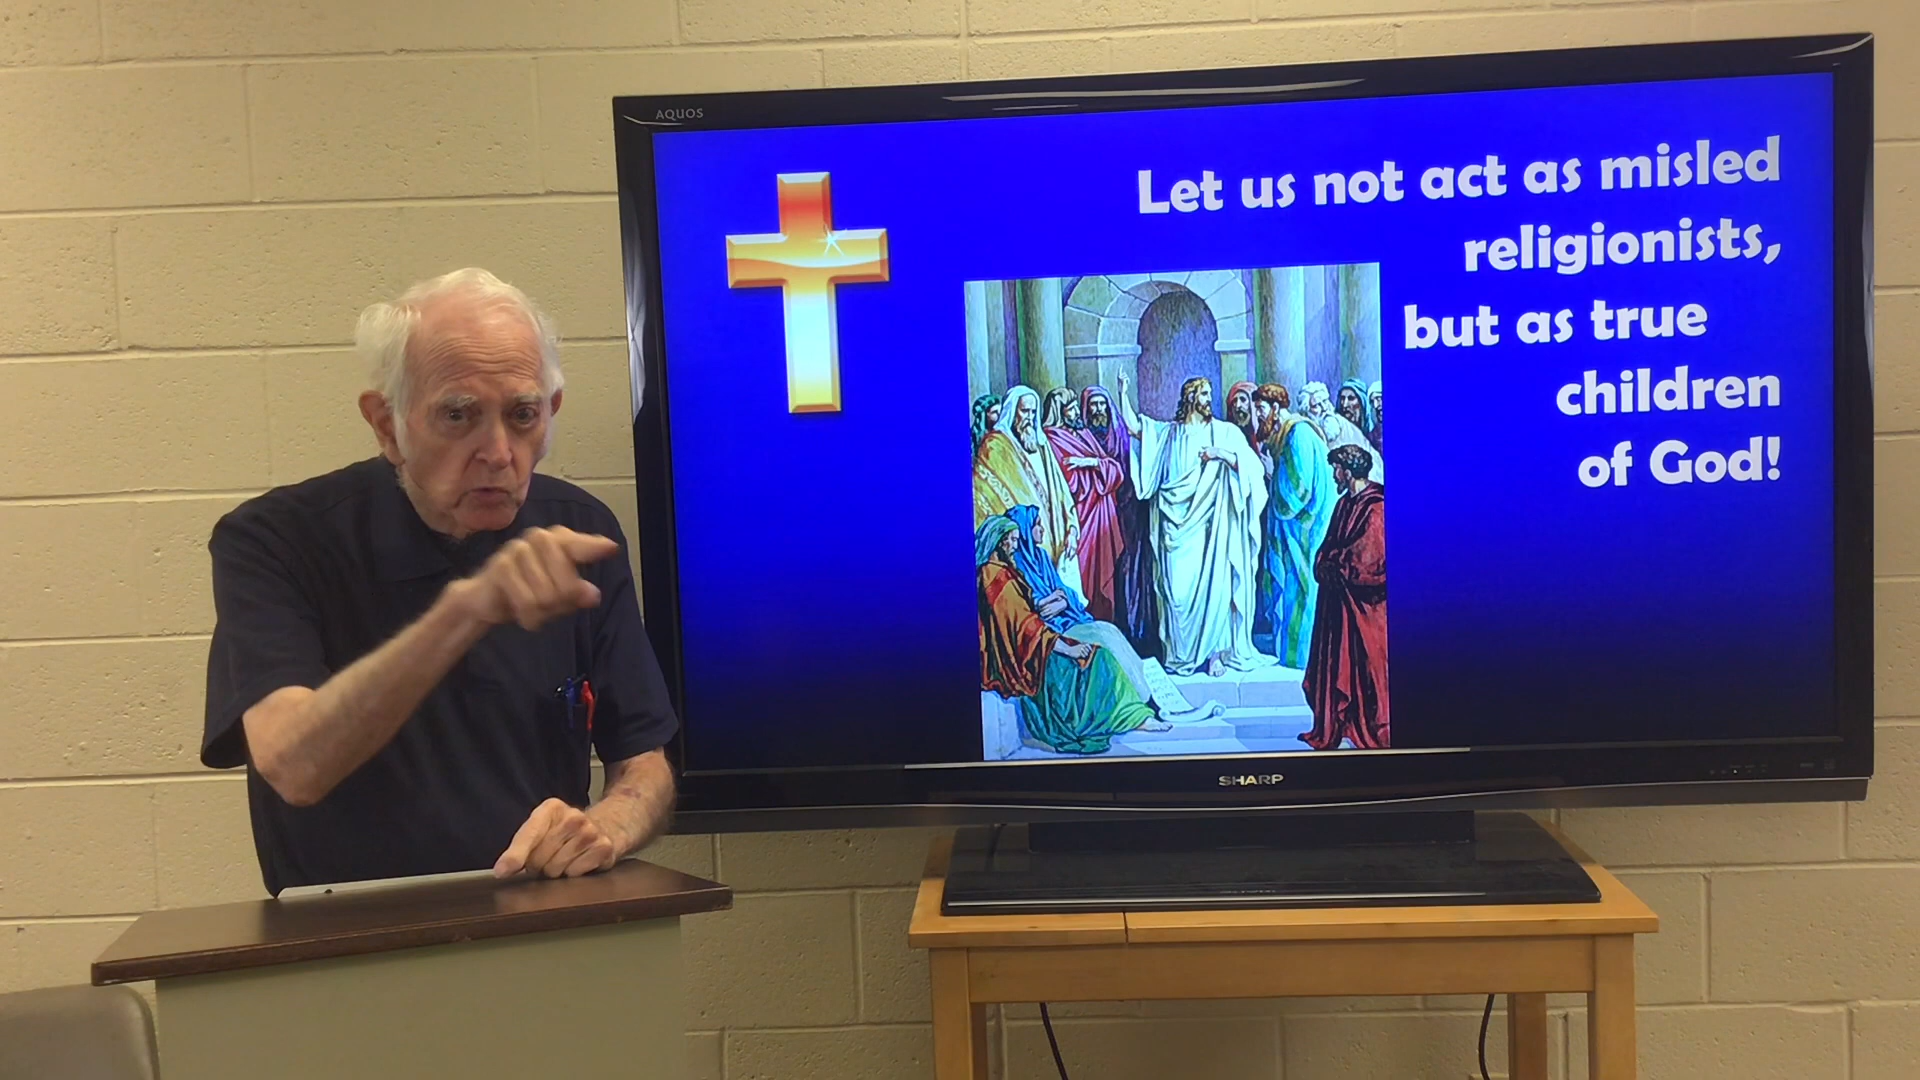 AQUOS
Let us not act as misled
religionists,
but as true
children
of God!
SHARP